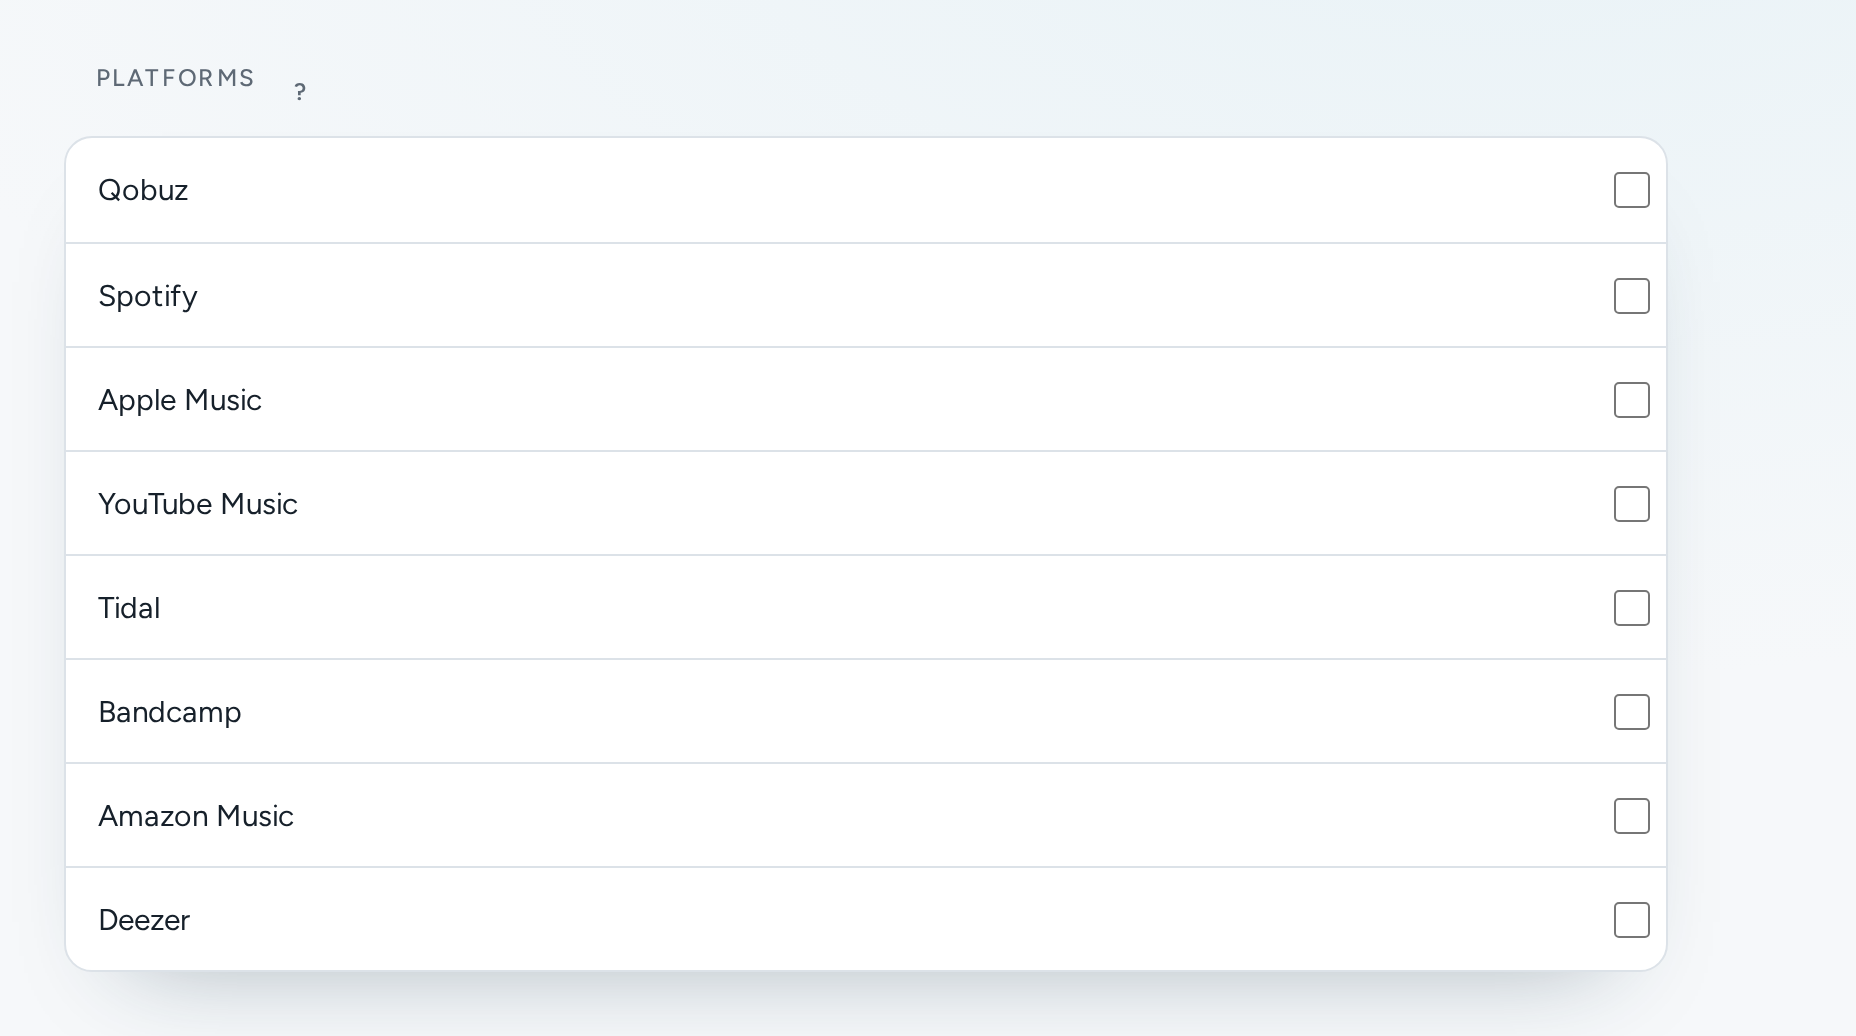 PLATFORMS ?
Qobuz
Spotify
Apple Music
YouTube Music
Tidal
Bandcamp
Amazon Music
Deezer